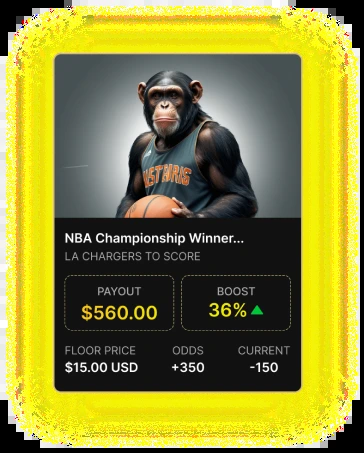 NBA Championship Winner...
LA CHARGERS TO SCORE
PAYOUT
$560.00
BOOST
36%
FLOOR PRICE
$15.00 USD
ODDS
+350
CURRENT
-150